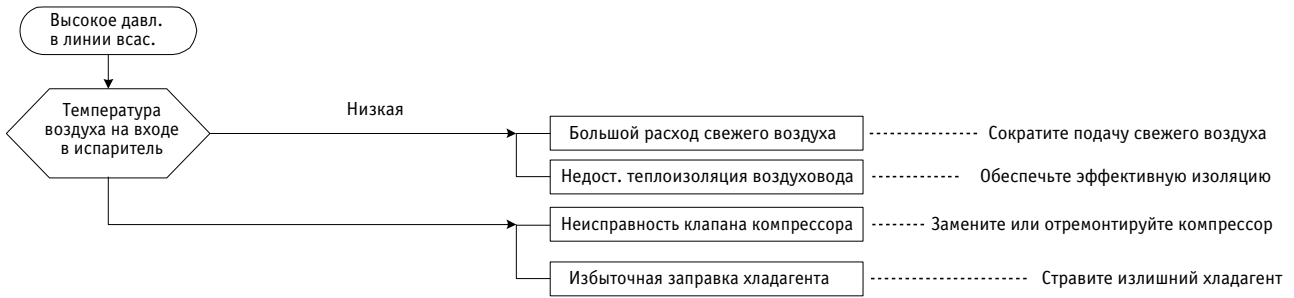 Высокое давл.
в линии всас.
Температура
воздуха на входе
в испаритель
Низкая
Большой расход свежего воздуха
Сократите подачу свежего воздуха
Недост. теплоизоляция воздуховода
Обеспечьте эффективную изоляцию
Неисправность клапана компрессора
Замените или отремонтируйте компрессор
Избыточная заправка хладагента
Стравите излишний хладагент